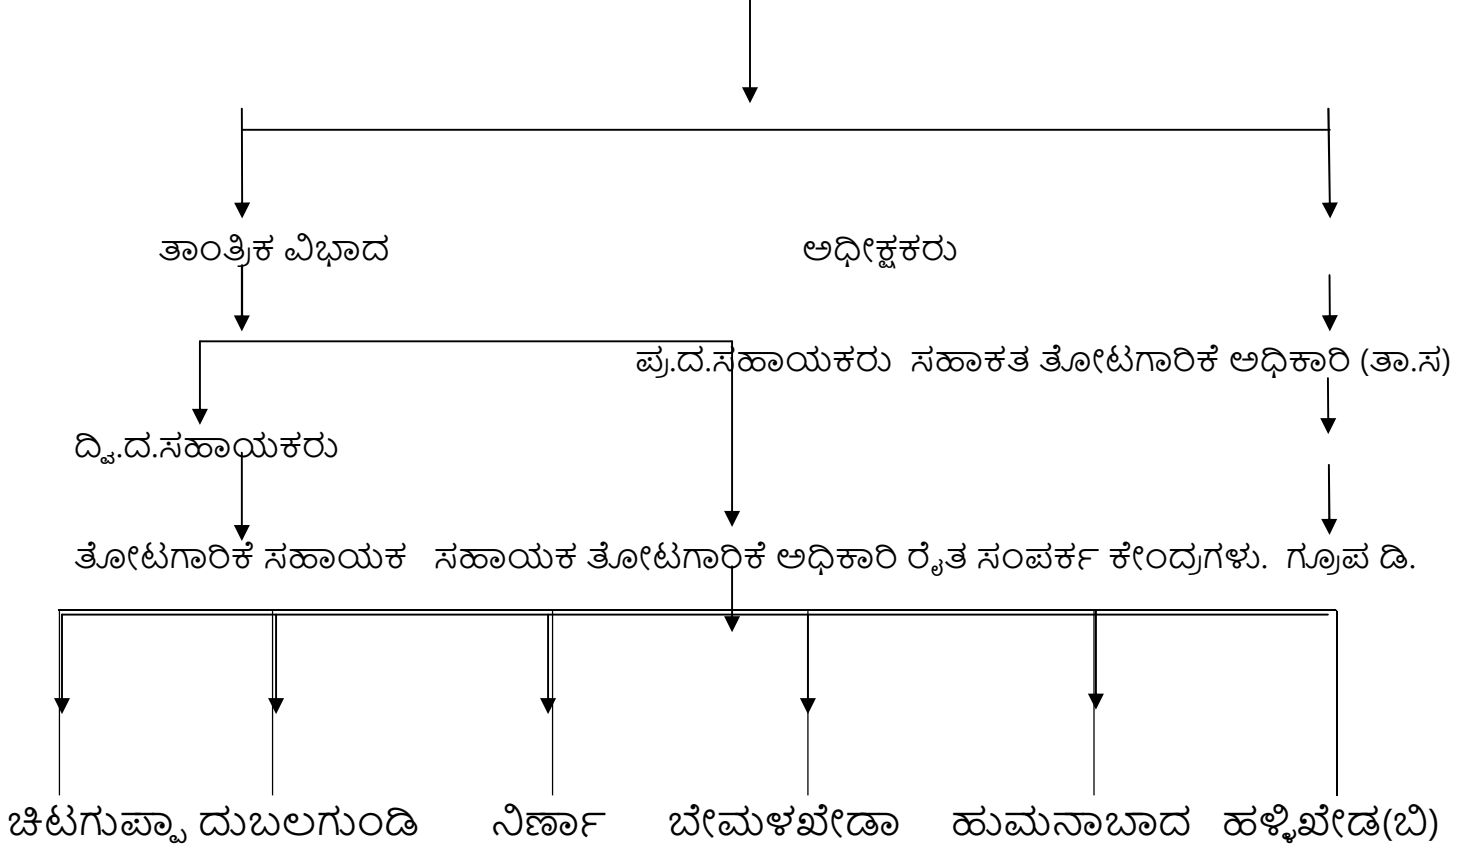 ತಾಂತ್ರಿಕ ವಿಭಾದ ಅಧೀಕ್ಷಕರು
ಪ್ರ.ದ.ಸಹಾಯಕರು ಸಹಾಕತ ತೋಟಗಾರಿಕೆ ಅಧಿಕಾರಿ (ತಾ.ಸ)
ದ್ವಿ.ದ.ಸಹಾಯಕರು
ತೋಟಗಾರಿಕೆ ಸಹಾಯಕ ಸಹಾಯಕ ತೋಟಗಾರಿಕೆ ಅಧಿಕಾರಿ ರೈತ ಸಂಪರ್ಕ ಕೇಂದ್ರಗಳು. ಗ್ರೂಪ ಡಿ.
ಚಿಟಗುಪ್ಪಾ ದುಬಲಗುಂಡಿ ನಿರ್ಣಾ ಬೇಮಳಖೇಡಾ ಹುಮನಾಬಾದ ಹಳ್ಳಿಖೇಡ(ಬಿ)